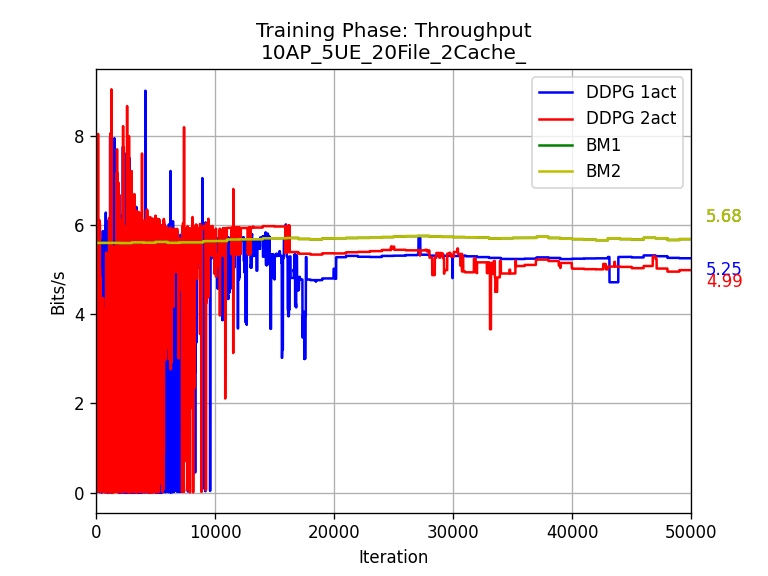 Training Phase: Throughput
10AP_5UE_20File_2Cache_
DDPG 1act
DDPG 2act
BM1
BM2
8
6
4
2
0
Bits/s
5.68
5.25
4.99
0
10000
20000
30000
40000
50000
Iteration